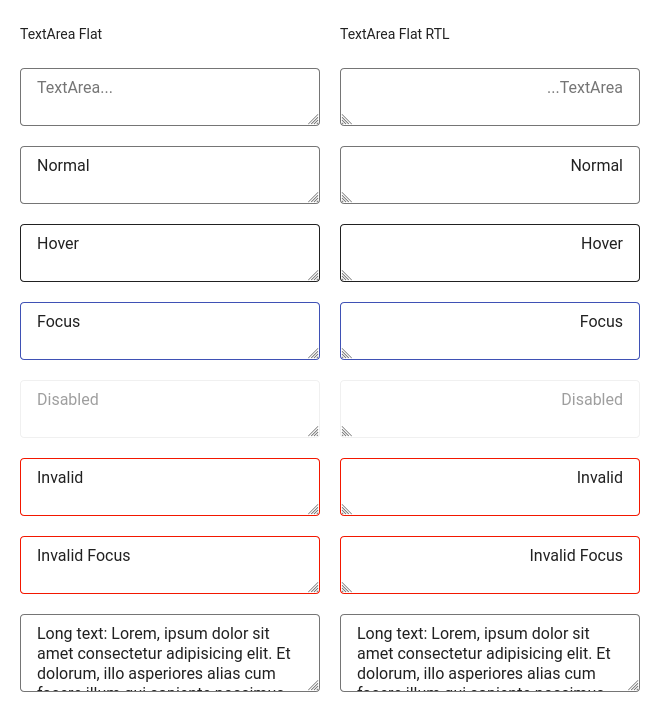 TextArea Flat
TextArea Flat RTL
TextArea...
...TextArea
Normal
Normal
Hover
Hover
Focus
Focus
Disabled
Disabled
Invalid
Invalid
Invalid Focus
Invalid Focus
Long text: Lorem, ipsum dolor sit
amet consectetur adipisicing elit. Et
dolorum, illo asperiores alias cum
Long text: Lorem, ipsum dolor sit
amet consectetur adipisicing elit. Et
dolorum, illo asperiores alias cum